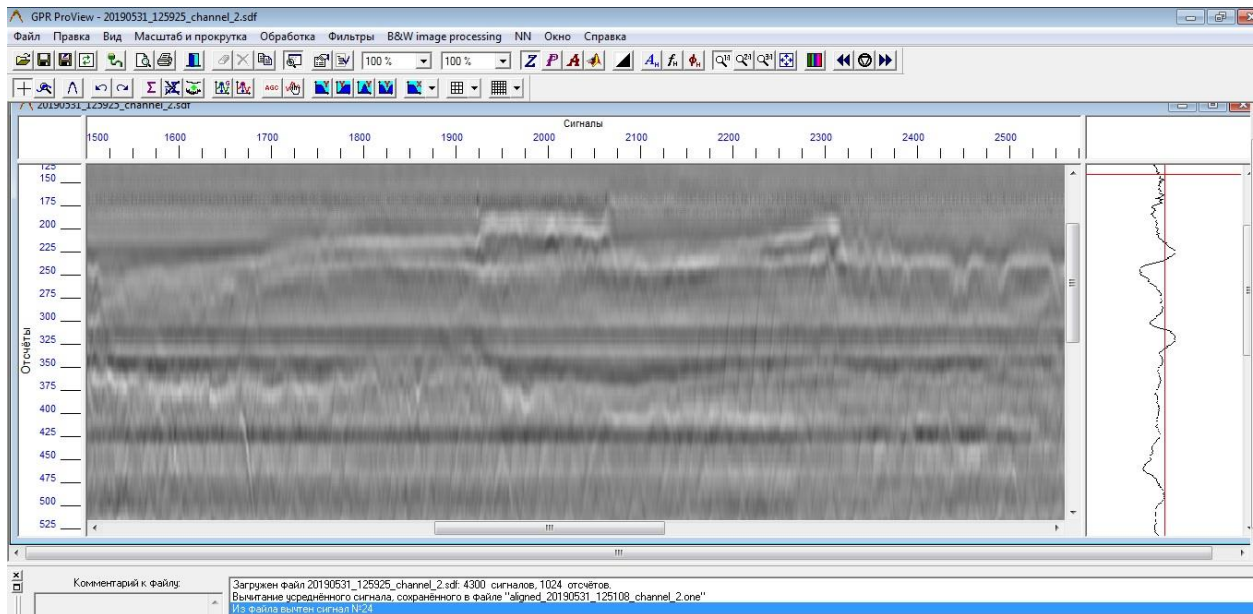 GPR ProView - 20190531_125925_channel_2.sdf
Файл Правка Вид Масштаб и прокрутка Обработка Фильтры B&W image processing NN Окно Справка
100 % 100 % Z P A
AGC
20190531_125925_channel_2.sdf
Сигналы
1500 1600 1700 1800 1900 2000 2100 2200 2300 2400 2500
Отсчёты
125
150
175
200
225
250
275
300
325
350
375
400
425
450
475
500
525
Комментарий к файлу:
Загружен файл 20190531_125925_channel_2.sdf: 4300 сигналов, 1024 отсчётов.
Вычитание усреднённого сигнала, сохранённого в файле "aligned_20190531_125108_channel_2.one"
Из файла вычтен сигнал №24